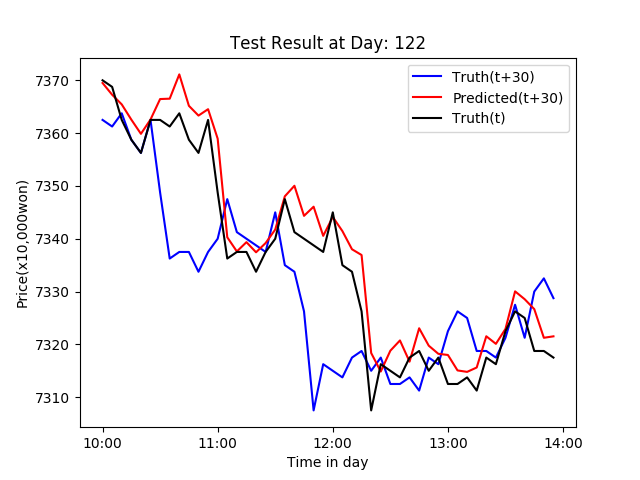 Test Result at Day: 122
Truth(t+30)
Predicted(t+30)
Truth(t)
Price(x10,000won)
7370
7360
7350
7340
7330
7320
7310
10:00 11:00 12:00 13:00 14:00
Time in day